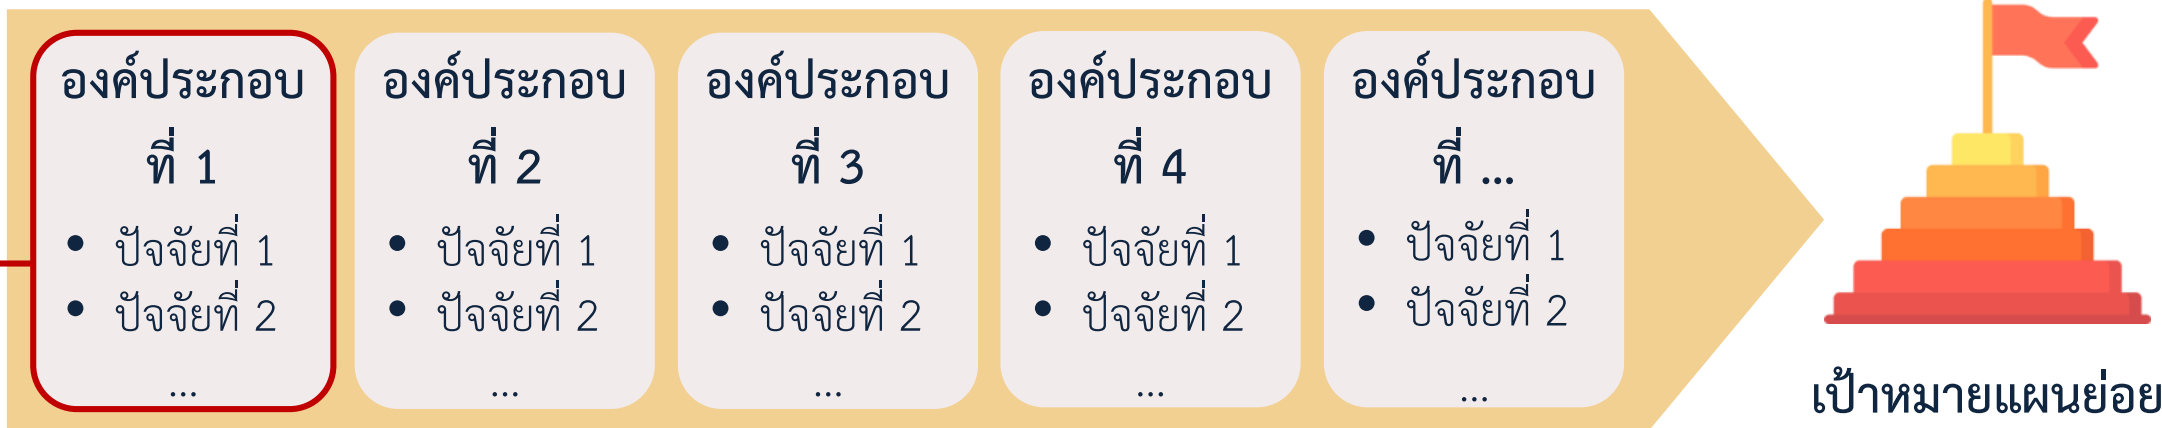 องค์ประกอบ
ที่ 1
• ปัจจัยที่ 1
• ปัจจัยที่ 2
...
องค์ประกอบ
ที่ 2
• ปัจจัยที่ 1
• ปัจจัยที่ 2
...
องค์ประกอบ
ที่ 3
• ปัจจัยที่ 1
• ปัจจัยที่ 2
...
องค์ประกอบ
ที่ 4
• ปัจจัยที่ 1
• ปัจจัยที่ 2
...
องค์ประกอบ
ที่ ...
• ปัจจัยที่ 1
• ปัจจัยที่ 2
...
เป้าหมายแผนย่อย